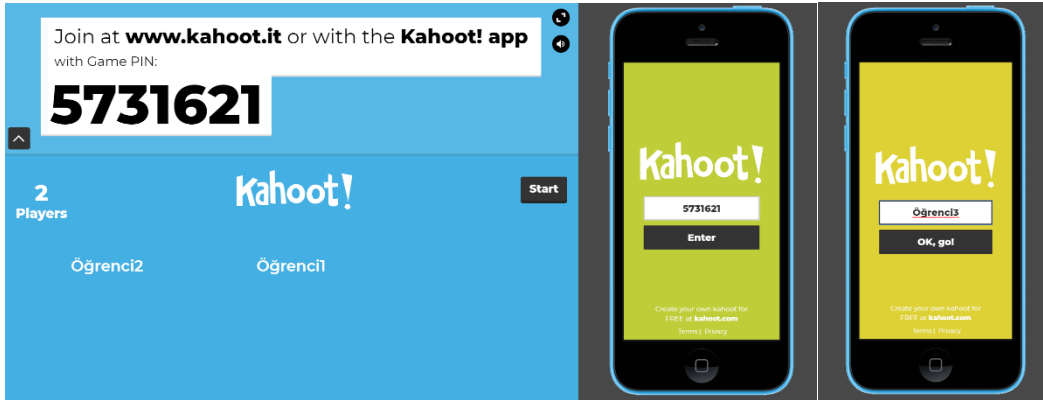 Join at www.kahoot.it or with the Kahoot! app
with Game PIN:
5731621
2
Players
Kahoot!
Start
Öğrenci2
Öğrenci1
Kahoot!
5731621
Enter
Create your own kahoot for
FREE at kahoot.com
Terms | Privacy
Kahoot!
Öğrenci3
OK, go!
Create your own kahoot for
FREE at kahoot.com
Terms | Privacy